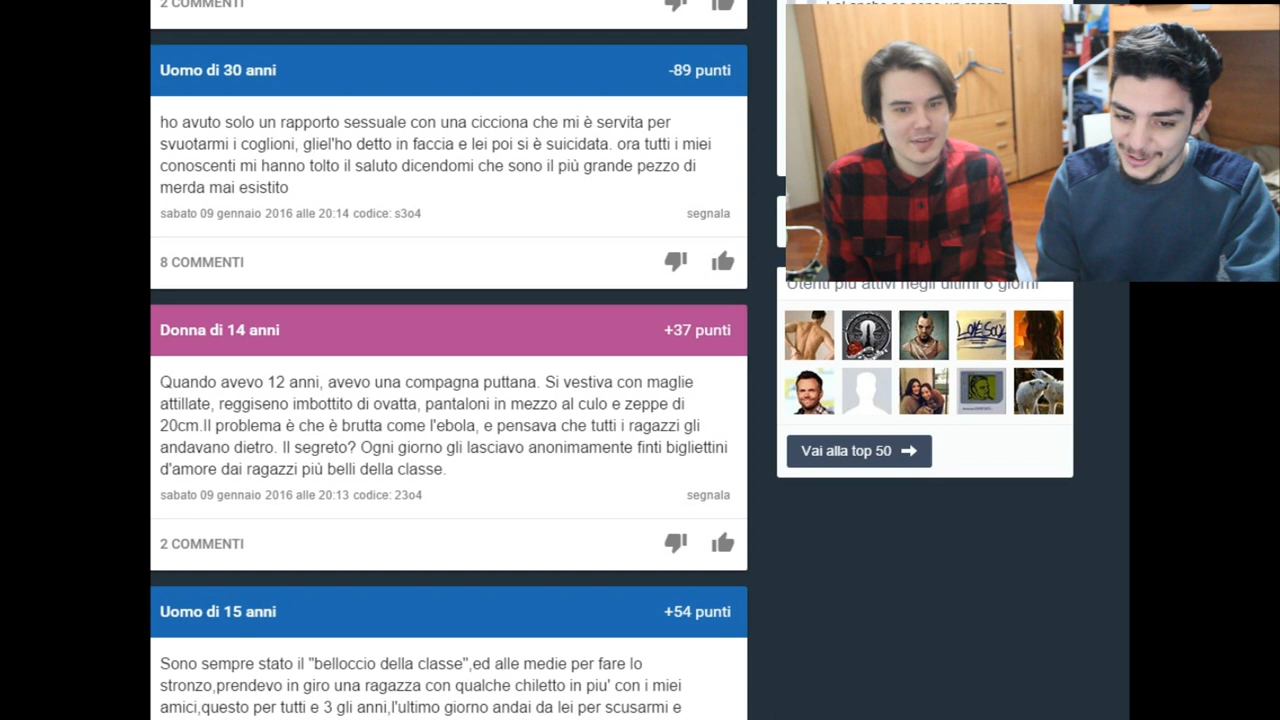 2 COMMENTI
Uomo di 30 anni
-89 punti
ho avuto solo un rapporto sessuale con una cicciona che mi è servita per
svuotarmi i coglioni, gliel'ho detto in faccia e lei poi si è suicidata. ora tutti i miei
conoscenti mi hanno tolto il saluto dicendomi che sono il più grande pezzo di
merda mai esistito
sabato 09 gennaio 2016 alle 20:14 codice: s3o4
segnala
8 COMMENTI
Donna di 14 anni
+37 punti
Quando avevo 12 anni, avevo una compagna puttana. Si vestiva con maglie
attillate, reggiseno imbottito di ovatta, pantaloni in mezzo al culo e zeppe di
20cm.Il problema è che è brutta come l'ebola, e pensava che tutti i ragazzi gli
andavano dietro. Il segreto? Ogni giorno gli lasciavo anonimamente finti bigliettini
d'amore dai ragazzi più belli della classe.
sabato 09 gennaio 2016 alle 20:13 codice: 23o4
segnala
2 COMMENTI
Uomo di 15 anni
+54 punti
Sono sempre stato il "belloccio della classe",ed alle medie per fare lo
stronzo,prendevo in giro una ragazza con qualche chiletto in piu' con i miei
amici,questo per tutti e 3 gli anni,l'ultimo giorno andai da lei per scusarmi e
Utenti più attivi negli ultimi 6 giorni
Vai alla top 50